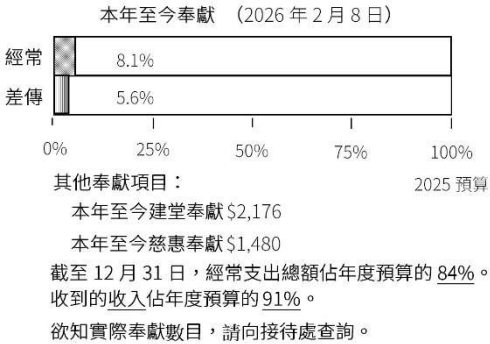 本年至今奉獻 （2026 年 2 月 8 日）
經常 8.1%
差傳 5.6%
0% 25% 50% 75% 100%
其他奉獻項目： 2025 預算
本年至今建堂奉獻 $2,176
本年至今慈惠奉獻 $1,480
截至 12 月 31 日，經常支出總額佔年度預算的 84%。
收到的收入佔年度預算的 91%。
欲知實際奉獻數目，請向接待處查詢。